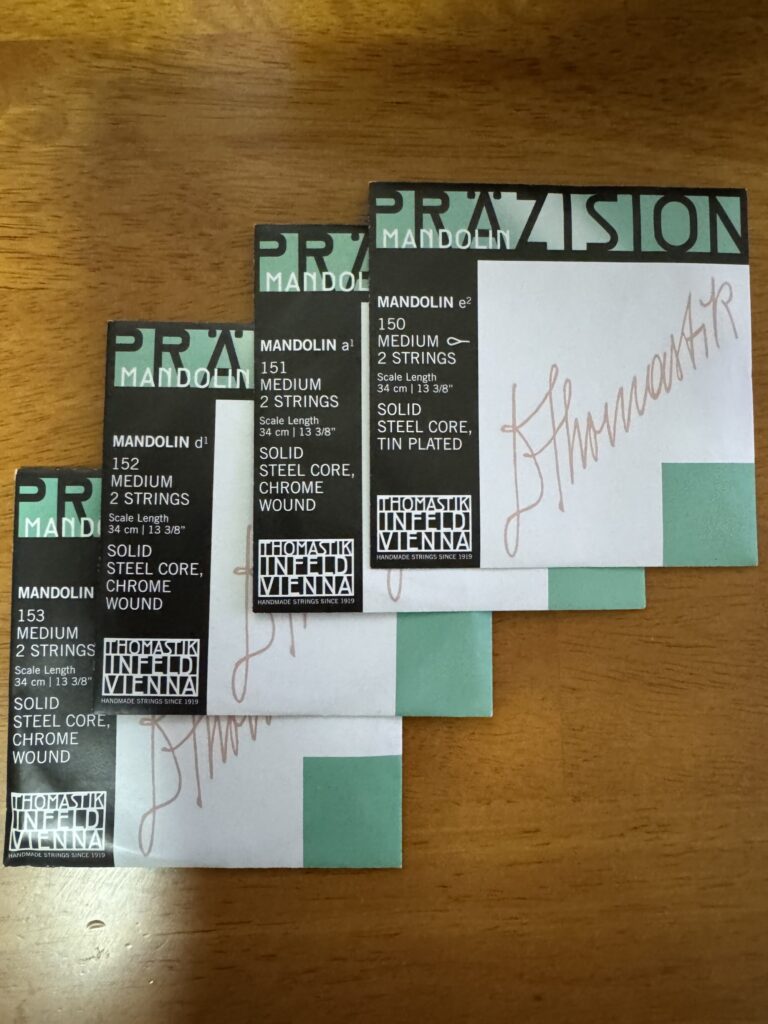 PRÄZISION
MANDOLIN
MANDOLIN e²
150
MEDIUM
2 STRINGS
Scale Length
34 cm | 13 3/8"
SOLID
STEEL CORE,
TIN PLATED
THOMASTIK
INFELD
VIENNA
HANDMADE STRINGS SINCE 1919
Thomastik
PRÄ
MANDOL
MANDOLIN a¹
151
MEDIUM
2 STRINGS
Scale Length
34 cm | 13 3/8"
SOLID
STEEL CORE,
CHROME
WOUND
THOMASTIK
INFELD
VIENNA
HANDMADE STRINGS SINCE 1919
PRÄ
MANDOLIN
MANDOLIN d¹
152
MEDIUM
2 STRINGS
Scale Length
34 cm | 13 3/8"
SOLID
STEEL CORE,
CHROME
WOUND
THOMASTIK
INFELD
VIENNA
HANDMADE STRINGS SINCE 1919
PRÄ
MAND
MANDOLIN
153
MEDIUM
2 STRINGS
Scale Length
34 cm | 13 3/8"
SOLID
STEEL CORE,
CHROME
WOUND
THOMASTIK
INFELD
VIENNA
HANDMADE STRINGS SINCE 1919